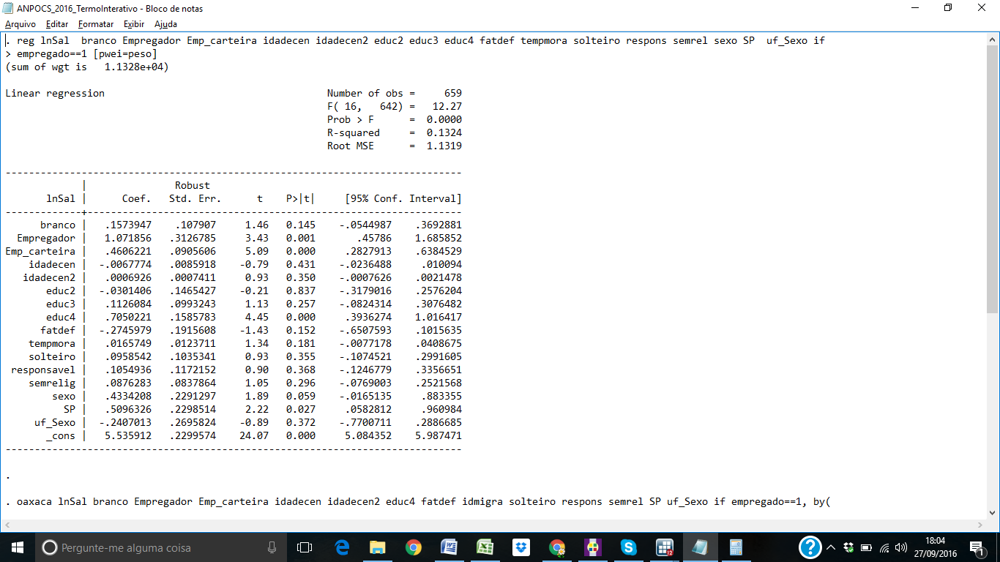 ANPOCS_2016_TermoInterativo - Bloco de notas
Arquivo Editar Formatar Exibir Ajuda
. reg lnSal  branco Empregador Emp_carteira idadecen idadecen2 educ2 educ3 educ4 fatdef tempmora solteiro respons semrel sexo SP  uf_Sexo if
> empregado==1 [pwei=peso]
(sum of wgt is   1.1328e+04)
Linear regression                                      Number of obs =     659
                                                       F( 16,   642) =   12.27
                                                       Prob > F      =  0.0000
                                                       R-squared     =  0.1324
                                                       Root MSE      =  1.1319
------------------------------------------------------------------------------
             |               Robust
       lnSal |      Coef.   Std. Err.      t    P>|t|     [95% Conf. Interval]
-------------+----------------------------------------------------------------
      branco |   .1573947    .107907     1.46   0.145    -.0544987    .3692881
  Empregador |   1.071856   .3126785     3.43   0.001       .45786    1.685852
Emp_carteira |   .4606221   .0905606     5.09   0.000     .2827913    .6384529
    idadecen |  -.0067774   .0085918    -0.79   0.431    -.0236488     .010094
   idadecen2 |   .0006926   .0007411     0.93   0.350    -.0007626    .0021478
       educ2 |  -.0301406   .1465427    -0.21   0.837    -.3179016    .2576204
       educ3 |   .1126084   .0993243     1.13   0.257    -.0824314    .3076482
       educ4 |   .7050221   .1585783     4.45   0.000     .3936274    1.016417
      fatdef |  -.2745979   .1915608    -1.43   0.152    -.6507593    .1015635
    tempmora |   .0165749   .0123711     1.34   0.181    -.0077178    .0408675
    solteiro |   .0958542   .1035341     0.93   0.355    -.1074521    .2991605
 responsavel |   .1054936   .1172152     0.90   0.368    -.1246779    .3356651
    semrelig |   .0876283   .0837864     1.05   0.296    -.0769003    .2521568
        sexo |   .4334208   .2291297     1.89   0.059    -.0165135     .883355
          SP |   .5096326   .2298514     2.22   0.027     .0582812     .960984
     uf_Sexo |  -.2407013   .2695824    -0.89   0.372    -.7700711    .2886685
       _cons |   5.535912   .2299574    24.07   0.000     5.084352    5.987471
------------------------------------------------------------------------------
.
. oaxaca lnSal branco Empregador Emp_carteira idadecen idadecen2 educ4 fatdef idmigra solteiro respons semrel SP uf_Sexo if empregado==1, by(
Pergunte-me alguma coisa
12
18:04
27/09/2016
1